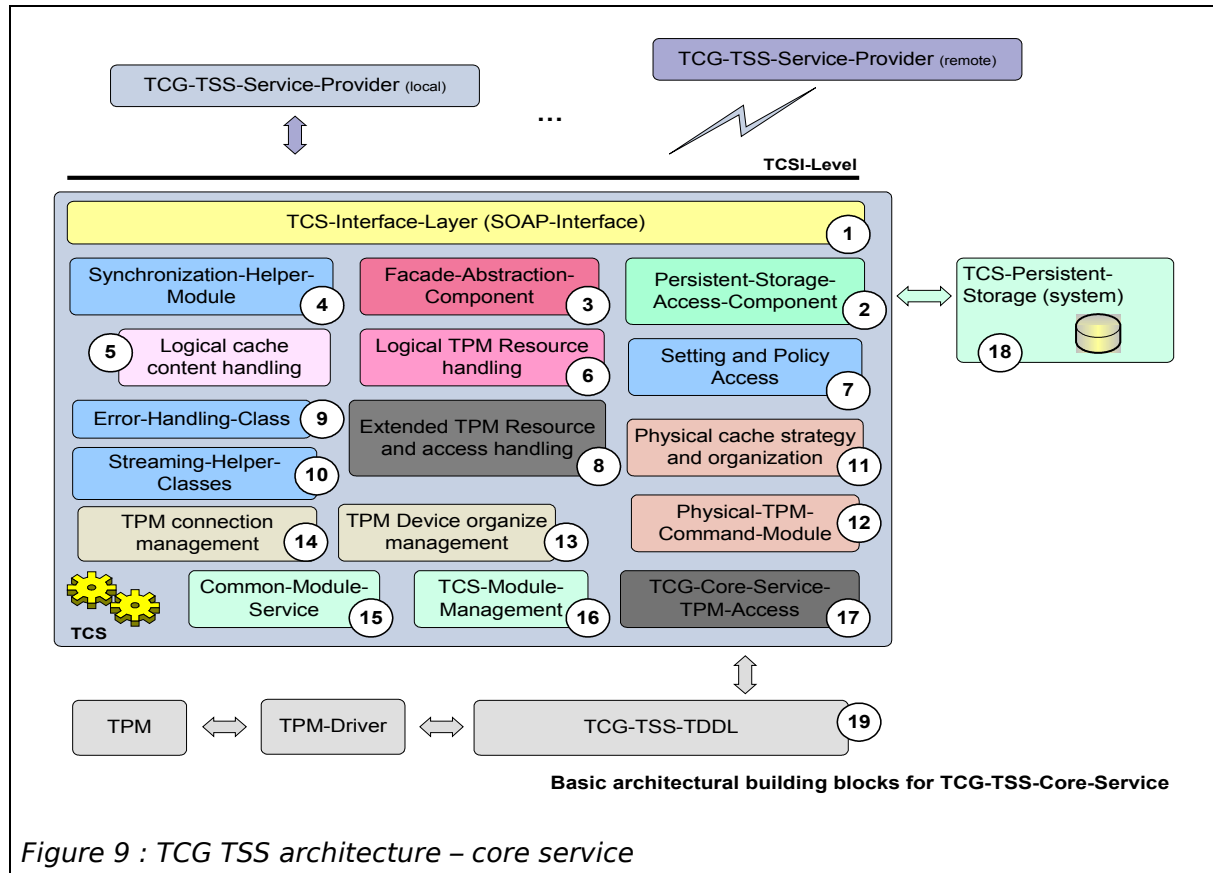 TCG-TSS-Service-Provider (local)
TCG-TSS-Service-Provider (remote)
...
TCSI-Level
TCS-Interface-Layer (SOAP-Interface)
1
Synchronization-Helper-
Module
4
Facade-Abstraction-
Component
3
Persistent-Storage-
Access-Component
2
TCS-Persistent-
Storage (system)
18
5
Logical cache
content handling
Logical TPM Resource
handling
6
Setting and Policy
Access
7
Error-Handling-Class
9
Extended TPM Resource
and access handling
8
Physical cache strategy
and organization
11
Streaming-Helper-
Classes
10
TPM connection
management
14
TPM Device organize
management
13
Physical-TPM-
Command-Module
12
TCS
Common-Module-
Service
15
TCS-Module-
Management
16
TCG-Core-Service-
TPM-Access
17
TPM
TPM-Driver
TCG-TSS-TDDL
19
Basic architectural building blocks for TCG-TSS-Core-Service
Figure 9 : TCG TSS architecture – core service